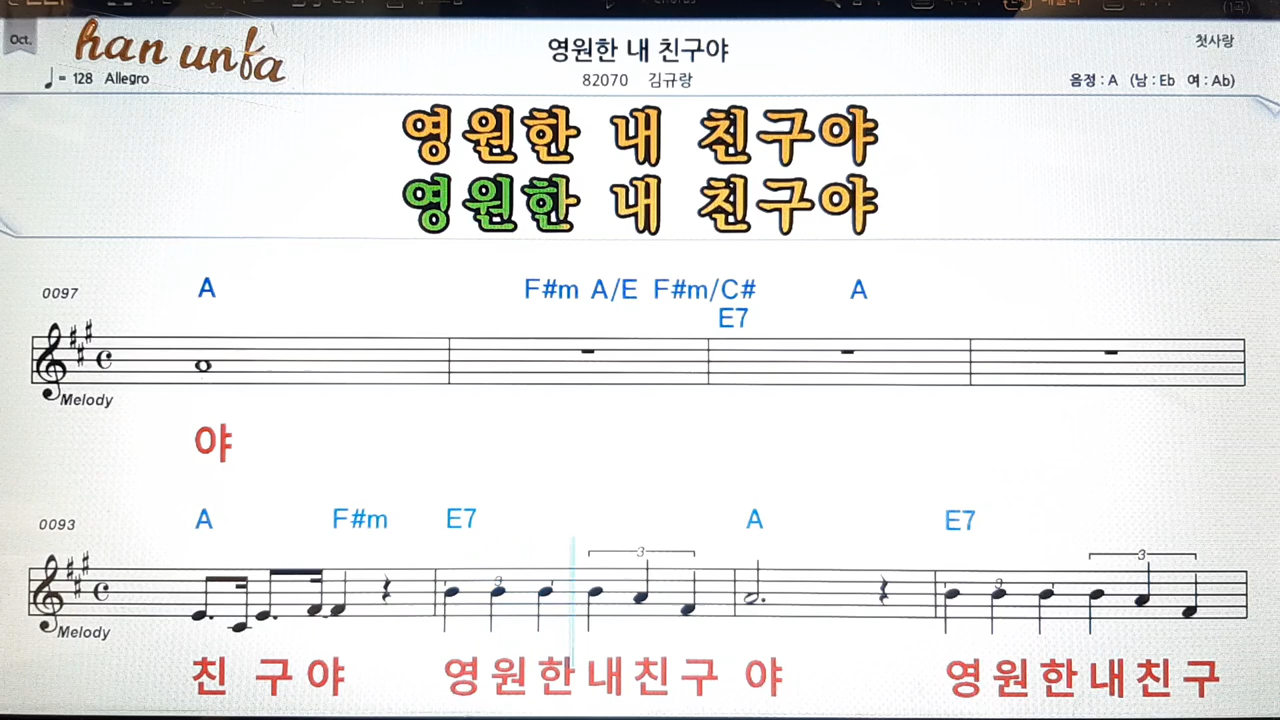 Oct.
han unfa
영원한 내 친구야
첫사랑
♩= 128 Allegro
82070 김규랑
음정 : A (남 : Eb 여 : Ab)
영원한 내 친구야
영원한 내 친구야
0097
A F#m A/E F#m/C# A
E7
Melody
야
0093
A F#m E7 A E7
3 3 3 3
Melody
친 구 야 영 원 한 내 친 구 야 영 원 한 내 친 구